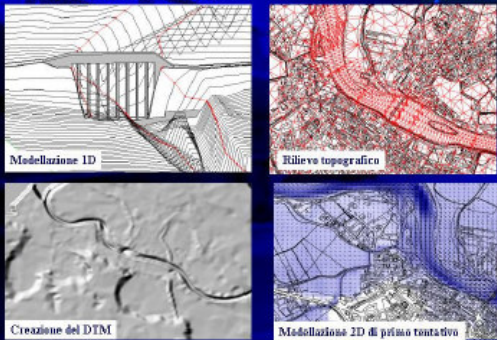 Modellazione 1D
Rilievo topografico
Creazione del DTM
Modellazione 2D di primo tentativo